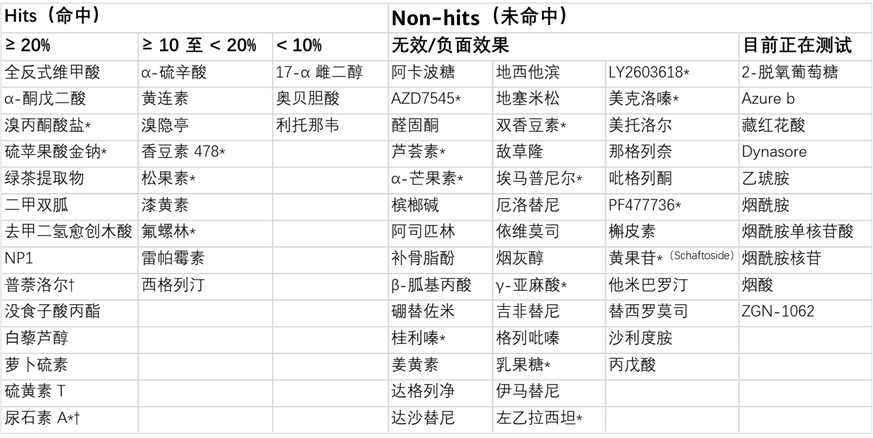 Hits（命中） Non-hits（未命中）
≥ 20% ≥ 10 至 < 20% < 10% 无效/负面效果 目前正在测试
全反式维甲酸 α-硫辛酸 17-α 雌二醇 阿卡波糖 地西他滨 LY2603618* 2-脱氧葡萄糖
α-酮戊二酸 黄连素 奥贝胆酸 AZD7545* 地塞米松 美克洛嗪* Azure b
溴丙酮酸盐* 溴隐亭 利托那韦 醛固酮 双香豆素* 美托洛尔 藏红花酸
硫苹果酸金钠* 香豆素 478* 芦荟素* 敌草隆 那格列奈 Dynasore
绿茶提取物 松果素* α-芒果素* 埃马普尼尔* 吡格列酮 乙琥胺
二甲双胍 漆黄素 槟榔碱 厄洛替尼 PF477736* 烟酰胺
去甲二氢愈创木酸 氟螺林* 阿司匹林 依维莫司 槲皮素 烟酰胺单核苷酸
NP1 雷帕霉素 补骨脂酚 烟灰醇 黄果苷*（Schaftoside） 烟酰胺核苷
普萘洛尔† 西格列汀 β-胍基丙酸 γ-亚麻酸* 他米巴罗汀 烟酸
没食子酸丙酯 硼替佐米 吉非替尼 替西罗莫司 ZGN-1062
白藜芦醇 桂利嗪* 格列吡嗪 沙利度胺
萝卜硫素 姜黄素 乳果糖* 丙戊酸
硫黄素 T 达格列净 伊马替尼
尿石素 A*† 达沙替尼 左乙拉西坦*